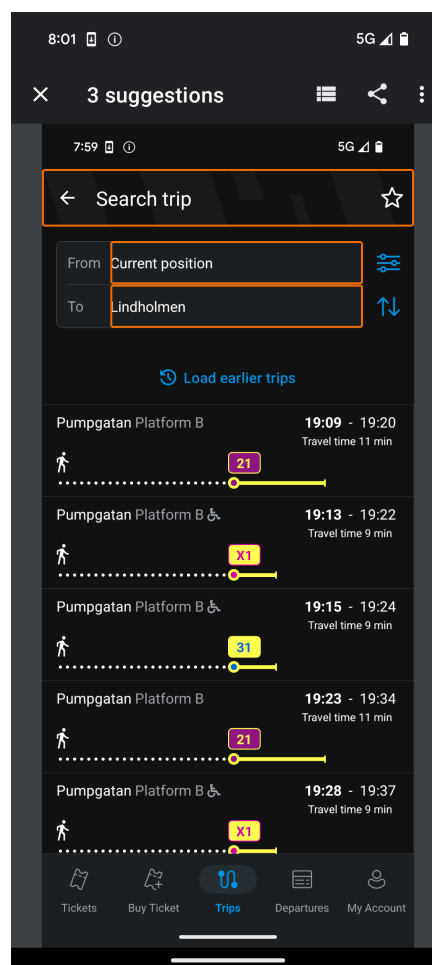 8:01 5G
3 suggestions
7:59 5G
Search trip
From Current position
To Lindholmen
Load earlier trips
Pumpgatan Platform B 19:09 - 19:20
Travel time 11 min
21
Pumpgatan Platform B 19:13 - 19:22
Travel time 9 min
X1
Pumpgatan Platform B 19:15 - 19:24
Travel time 9 min
31
Pumpgatan Platform B 19:23 - 19:34
Travel time 11 min
21
Pumpgatan Platform B 19:28 - 19:37
Travel time 9 min
X1
Tickets Buy Ticket Trips Departures My Account